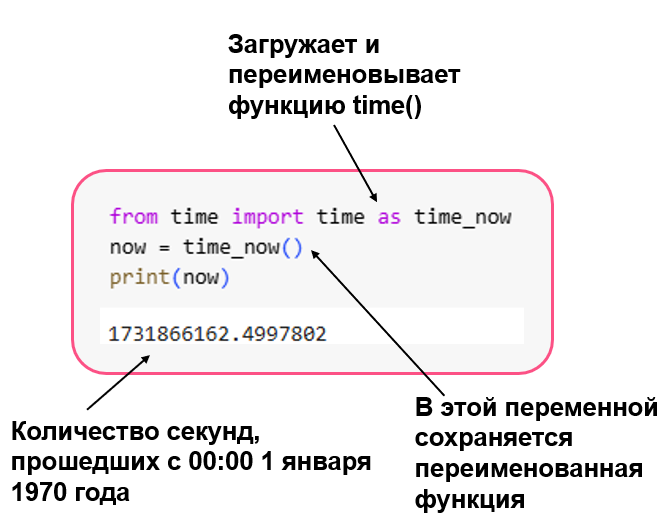 Загружает и
переименовывает
функцию time()
from time import time as time_now
now = time_now()
print(now)
1731866162.4997802
Количество секунд,
прошедших с 00:00 1 января
1970 года
В этой переменной
сохраняется
переименованная
функция